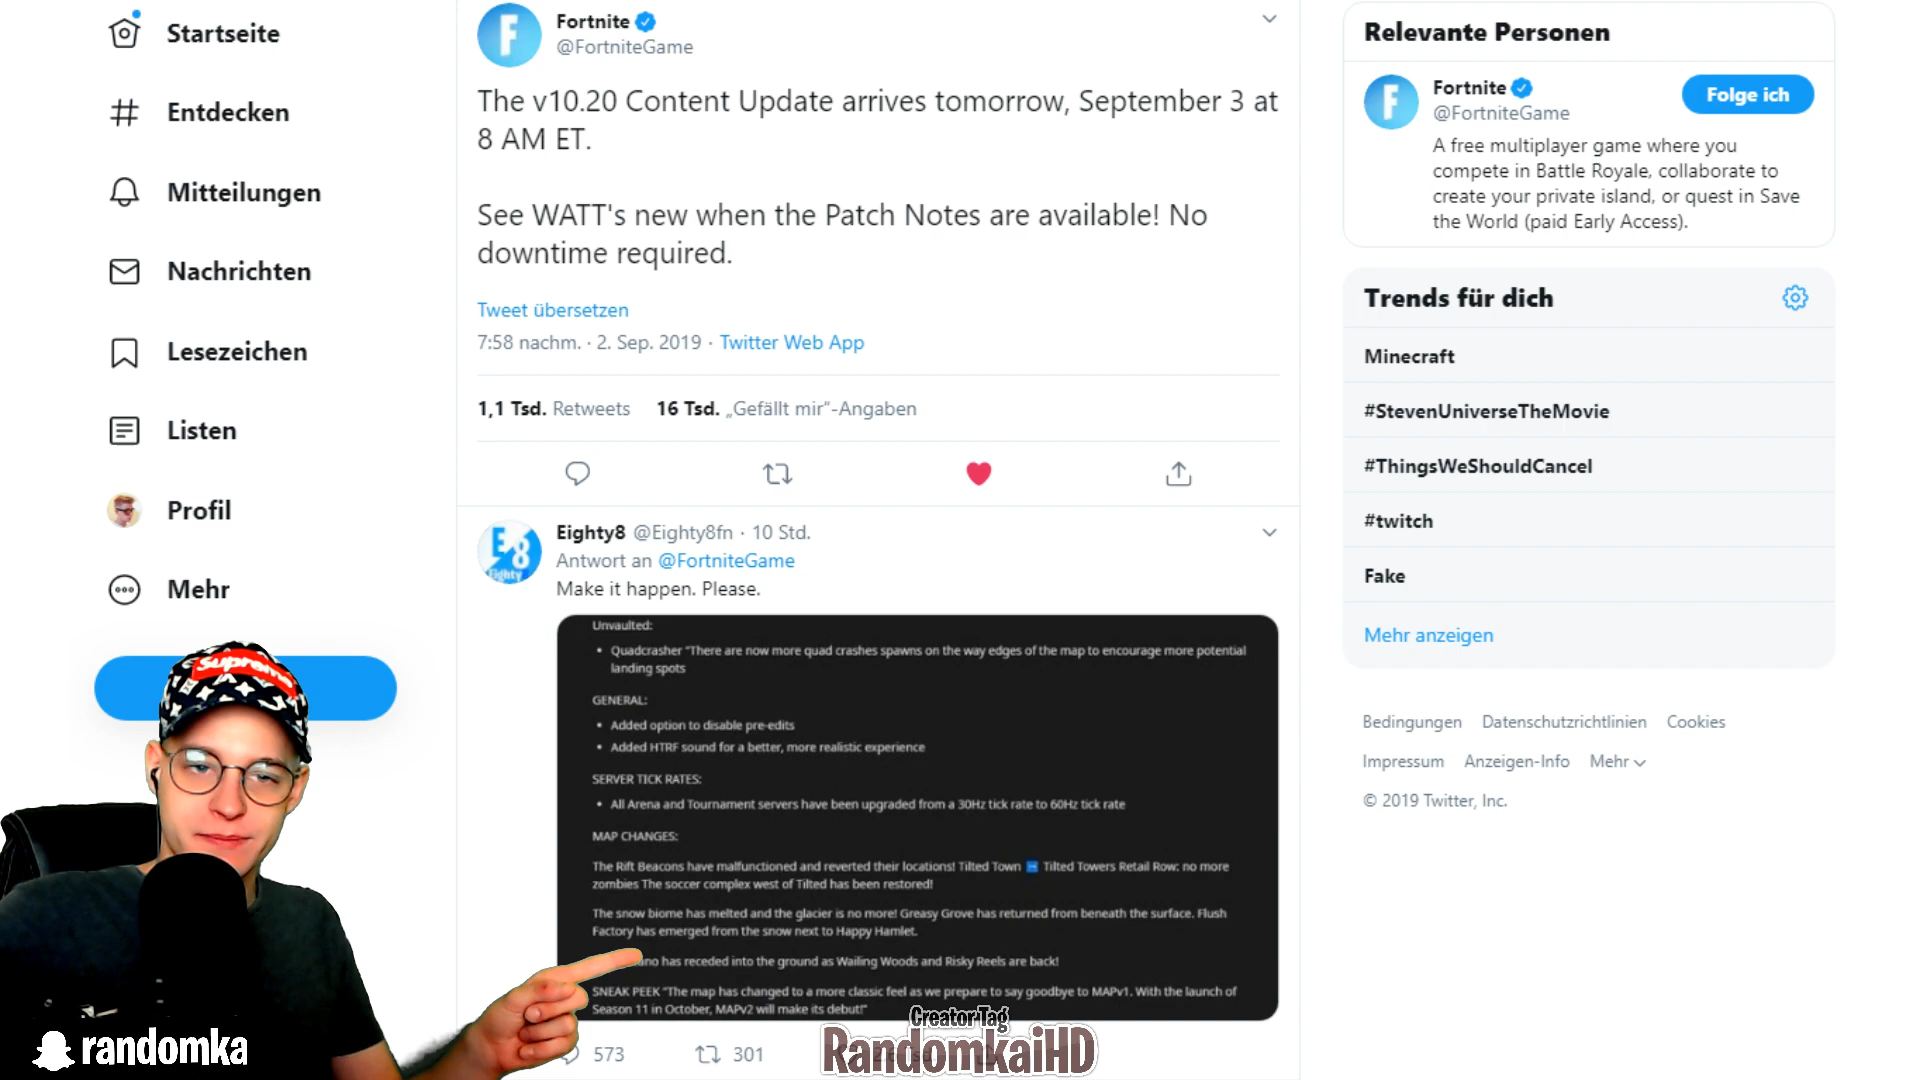 Startseite
Entdecken
Mitteilungen
Nachrichten
Lesezeichen
Listen
Profil
Mehr
Supreme
randomka
Fortnite
@FortniteGame
The v10.20 Content Update arrives tomorrow, September 3 at
8 AM ET.
See WATT's new when the Patch Notes are available! No
downtime required.
Tweet übersetzen
7:58 nachm. · 2. Sep. 2019 · Twitter Web App
1,1 Tsd. Retweets 16 Tsd. „Gefällt mir“-Angaben
E8
Eighty
Eighty8 @Eighty8fn · 10 Std.
Antwort an @FortniteGame
Make it happen. Please.
Unvaulted:
• Quadcrasher "There are now more quad crashes spawns on the way edges of the map to encourage more potential
landing spots
GENERAL:
• Added option to disable pre-edits
• Added HTRF sound for a better, more realistic experience
SERVER TICK RATES:
• All Arena and Tournament servers have been upgraded from a 30Hz tick rate to 60Hz tick rate
MAP CHANGES:
The Rift Beacons have malfunctioned and reverted their locations! Tilted Town ➡ Tilted Towers Retail Row: no more
zombies The soccer complex west of Tilted has been restored!
The snow biome has melted and the glacier is no more! Greasy Grove has returned from beneath the surface. Flush
Factory has emerged from the snow next to Happy Hamlet.
has receded into the ground as Wailing Woods and Risky Reels are back!
SNEAK PEEK "The map has changed to a more classic feel as we prepare to say goodbye to MAPv1. With the launch of
Season 11 in October, MAPv2 will make its debut!"
573 301
Creator Tag
RandomkaiHD
Relevante Personen
Fortnite
@FortniteGame
Folge ich
A free multiplayer game where you
compete in Battle Royale, collaborate to
create your private island, or quest in Save
the World (paid Early Access).
Trends für dich
Minecraft
#StevenUniverseTheMovie
#ThingsWeShouldCancel
#twitch
Fake
Mehr anzeigen
Bedingungen Datenschutzrichtlinien Cookies
Impressum Anzeigen-Info Mehr
© 2019 Twitter, Inc.